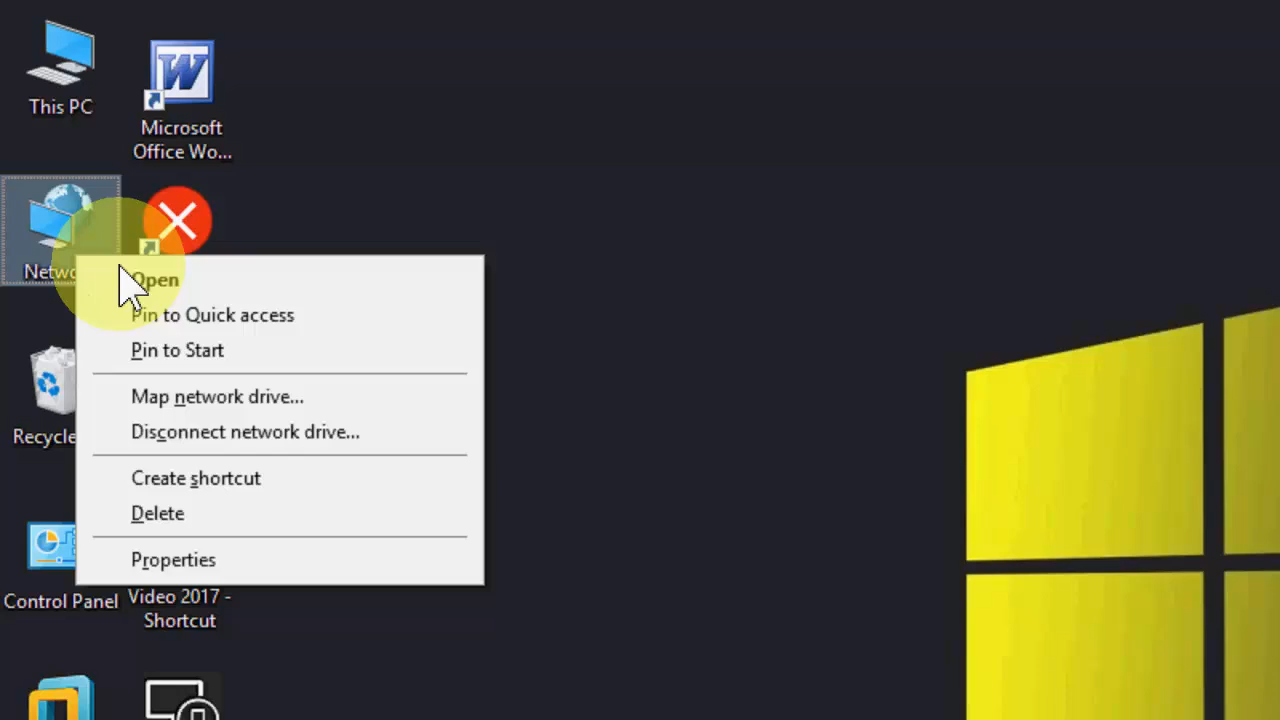 This PC
Microsoft
Office Wo...
Netwo
Open
Pin to Quick access
Pin to Start
Map network drive...
Disconnect network drive...
Create shortcut
Delete
Properties
Recycle
Control Panel
Video 2017 -
Shortcut